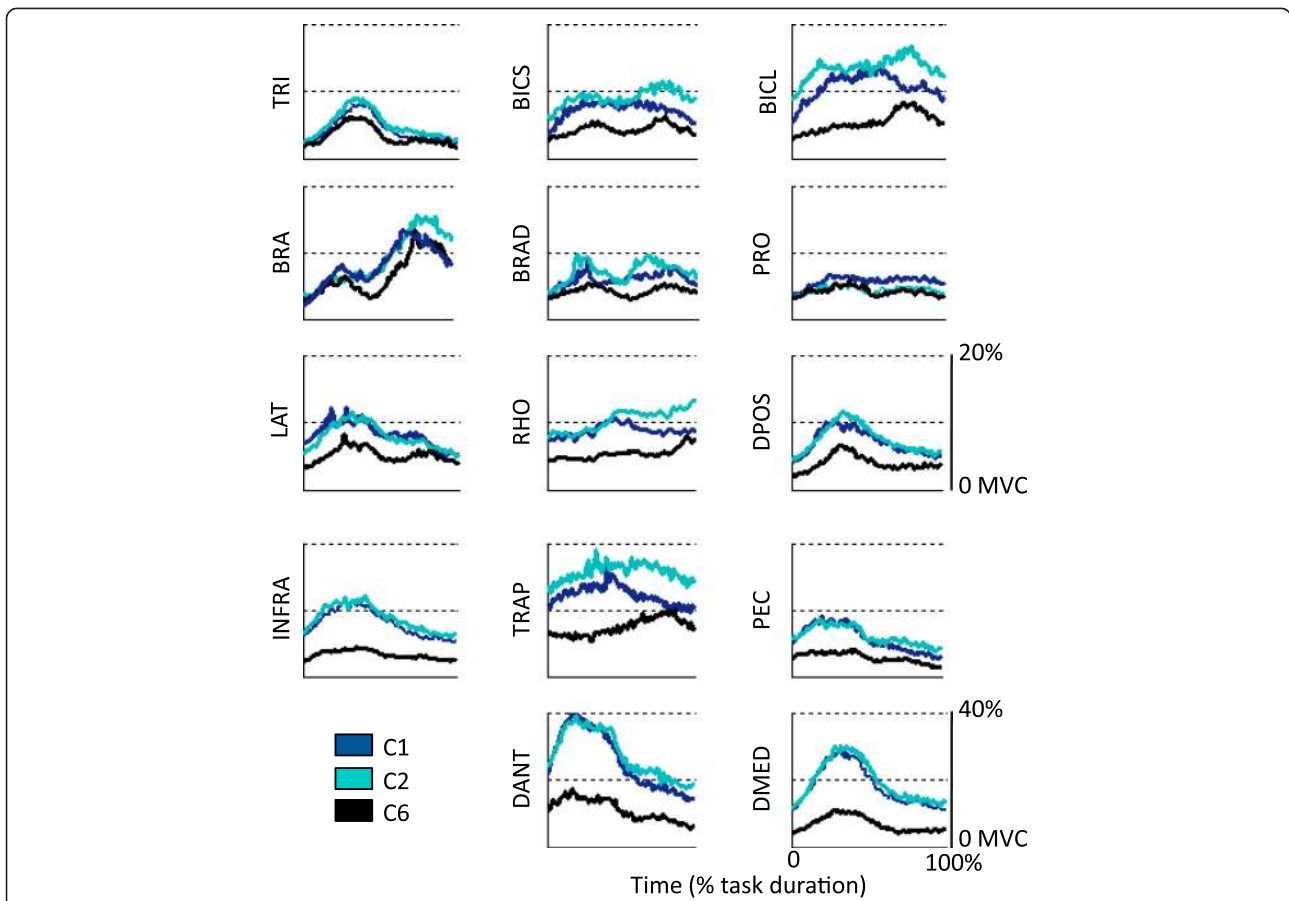 TRI
BICS
BICL
BRA
BRAD
PRO
LAT
RHO
DPOS
20%
0 MVC
INFRA
TRAP
PEC
C1
C2
C6
DANT
DMED
40%
0 MVC
0
100%
Time (% task duration)